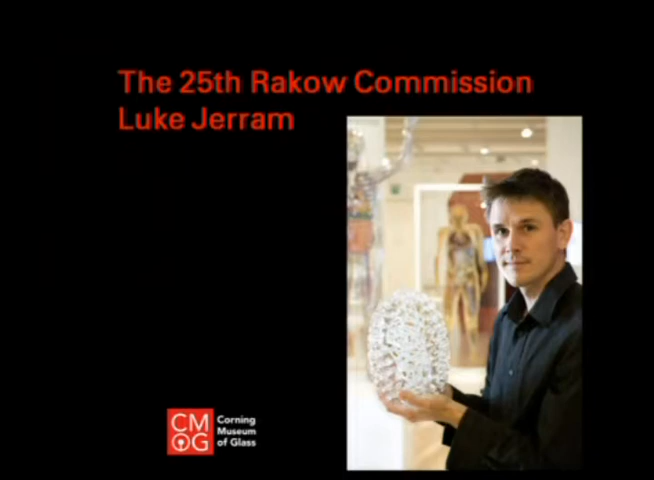 The 25th Rakow Commission
Luke Jerram
CM
OG
Corning
Museum
of Glass